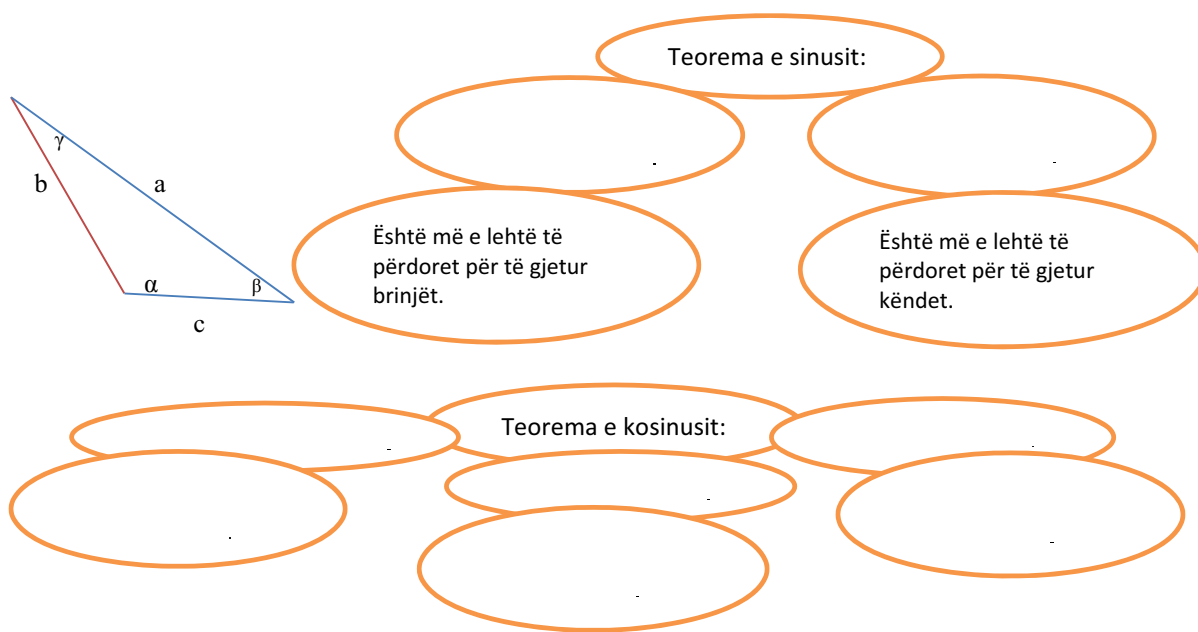 Teorema e sinusit:
γ
b
a
α
β
c
Është më e lehtë të
përdoret për të gjetur
brinjët.
Është më e lehtë të
përdoret për të gjetur
këndet.
Teorema e kosinusit: